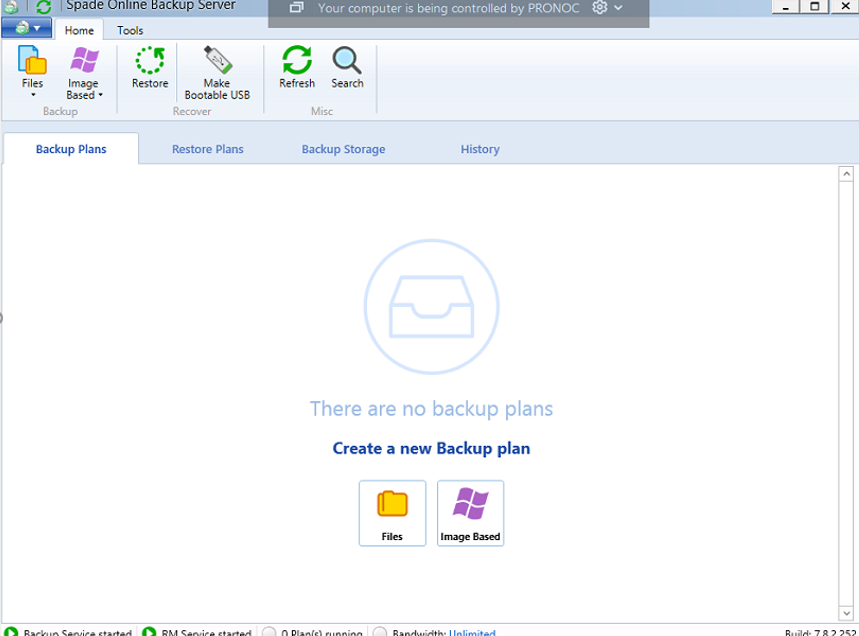 Spade Online Backup Server
Your computer is being controlled by PRONOC
Home
Tools
Files
Image
Based
Restore
Make
Bootable USB
Refresh
Search
Backup
Recover
Misc
Backup Plans
Restore Plans
Backup Storage
History
There are no backup plans
Create a new Backup plan
Files
Image Based
Backup Service started
RM Service started
0 Plan(s) running
Bandwidth: Unlimited
Build: 7.8.2.252